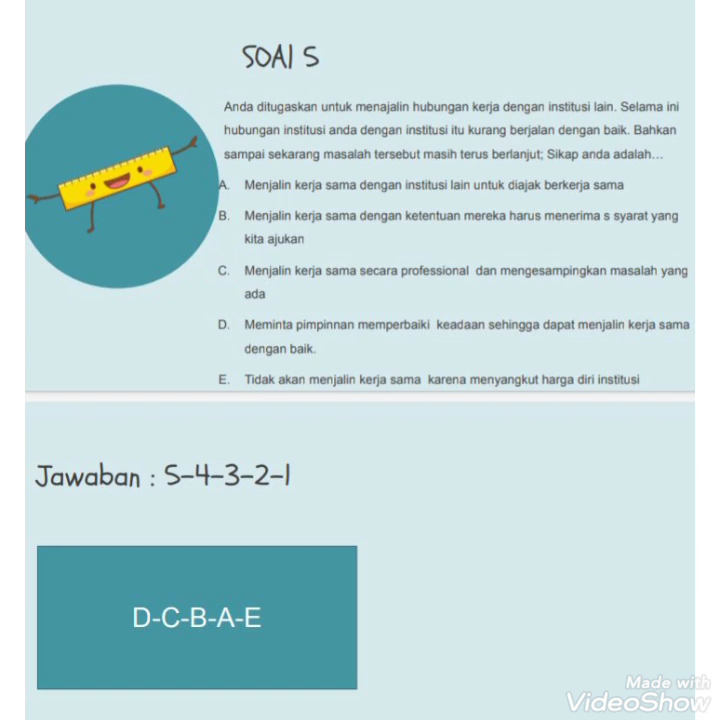 SOAl 5
Anda ditugaskan untuk menajalin hubungan kerja dengan institusi lain. Selama ini
hubungan institusi anda dengan institusi itu kurang berjalan dengan baik. Bahkan
sampai sekarang masalah tersebut masih terus berlanjut; Sikap anda adalah...
A. Menjalin kerja sama dengan institusi lain untuk diajak berkerja sama
B. Menjalin kerja sama dengan ketentuan mereka harus menerima s syarat yang
kita ajukan
C. Menjalin kerja sama secara professional dan mengesampingkan masalah yang
ada
D. Meminta pimpinnan memperbaiki keadaan sehingga dapat menjalin kerja sama
dengan baik.
E. Tidak akan menjalin kerja sama karena menyangkut harga diri institusi
Jawaban : 5-4-3-2-1
D-C-B-A-E
Made with
VideoShow